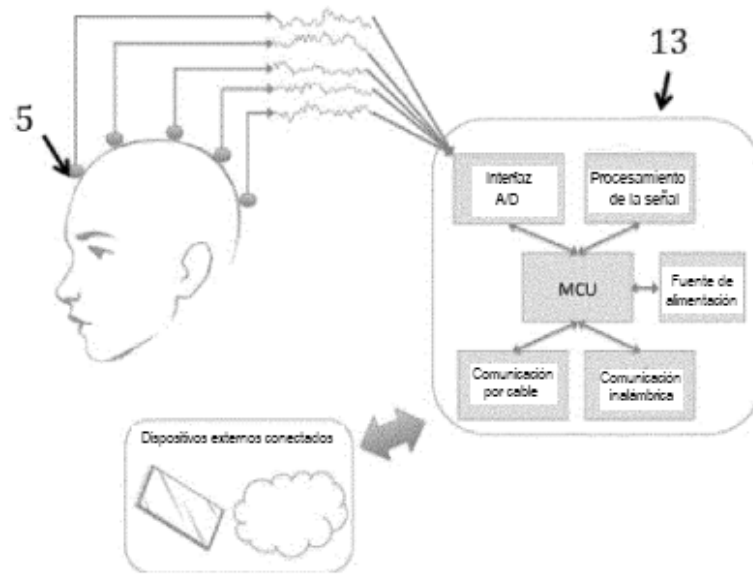 13
5
Interfaz
A/D
Procesamiento
de la señal
MCU
Fuente de
alimentación
Comunicación
por cable
Comunicación
inalámbrica
Dispositivos externos conectados